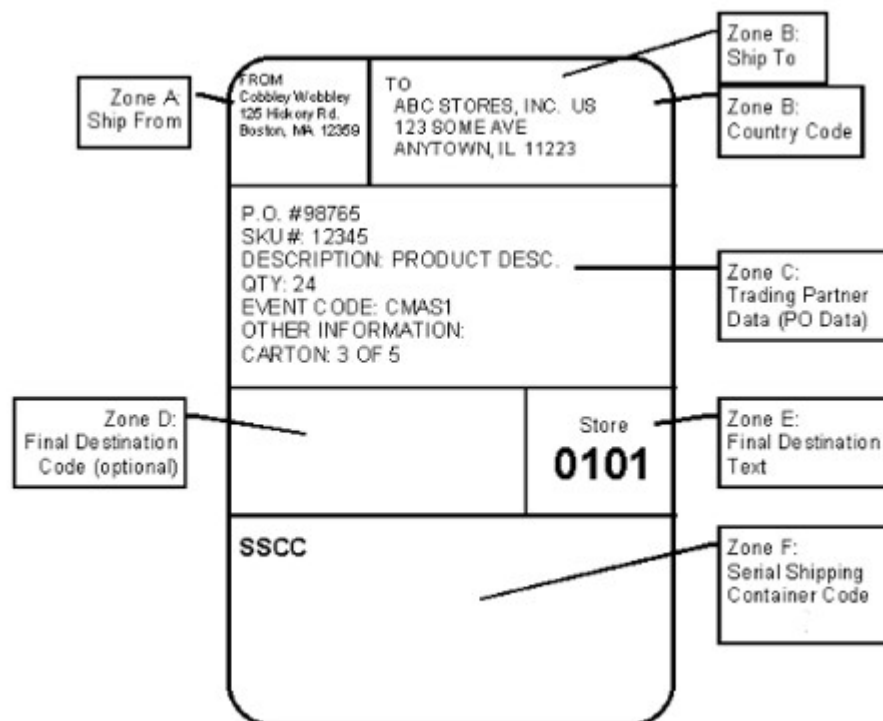 Zone B:
Ship To
Zone A:
Ship From
FROM
Cobbley Wobbley
125 Hickory Rd.
Boston, MA 12359
TO
ABC STORES, INC. US
123 SOME AVE
ANYTOWN, IL 11223
Zone B:
Country Code
P.O. #98765
SKU #: 12345
DESCRIPTION: PRODUCT DESC.
QTY: 24
EVENT CODE: CMAS1
OTHER INFORMATION:
CARTON: 3 OF 5
Zone C:
Trading Partner
Data (PO Data)
Zone D:
Final Destination
Code (optional)
Store
0101
Zone E:
Final Destination
Text
SSCC
Zone F:
Serial Shipping
Container Code